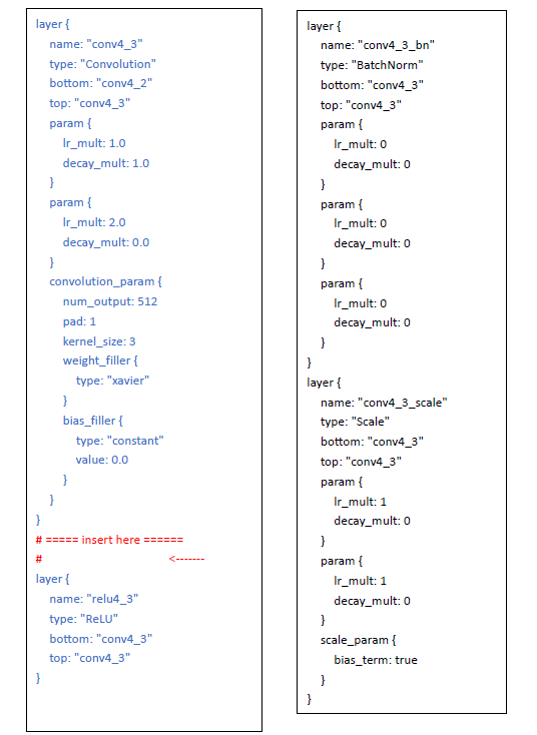 layer {
name: "conv4_3"
type: "Convolution"
bottom: "conv4_2"
top: "conv4_3"
param {
lr_mult: 1.0
decay_mult: 1.0
}
param {
lr_mult: 2.0
decay_mult: 0.0
}
convolution_param {
num_output: 512
pad: 1
kernel_size: 3
weight_filler {
type: "xavier"
}
bias_filler {
type: "constant"
value: 0.0
}
}
}
# ===== insert here ======
# <-------
layer {
name: "relu4_3"
type: "ReLU"
bottom: "conv4_3"
top: "conv4_3"
}
layer {
name: "conv4_3_bn"
type: "BatchNorm"
bottom: "conv4_3"
top: "conv4_3"
param {
lr_mult: 0
decay_mult: 0
}
param {
lr_mult: 0
decay_mult: 0
}
param {
lr_mult: 0
decay_mult: 0
}
}
layer {
name: "conv4_3_scale"
type: "Scale"
bottom: "conv4_3"
top: "conv4_3"
param {
lr_mult: 1
decay_mult: 0
}
param {
lr_mult: 1
decay_mult: 0
}
scale_param {
bias_term: true
}
}